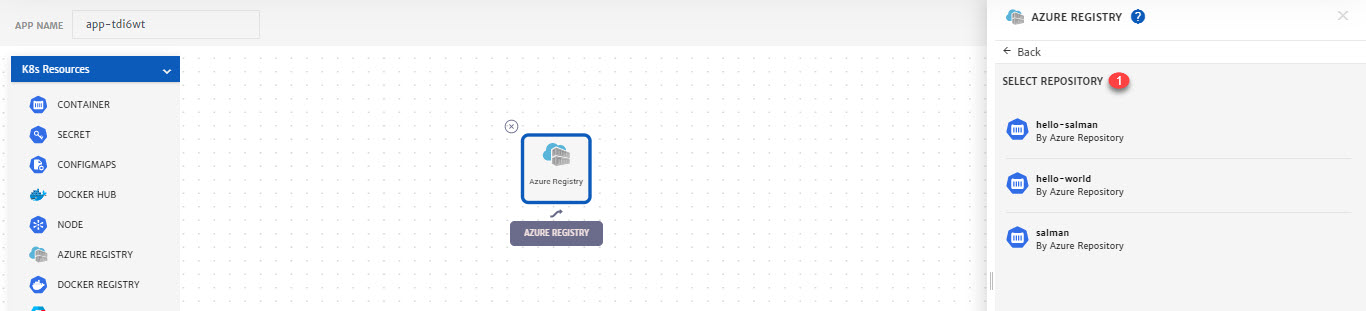 APP NAME
app-tdi6wt
K8s Resources
CONTAINER
SECRET
CONFIGMAPS
DOCKER HUB
NODE
AZURE REGISTRY
DOCKER REGISTRY
Azure Registry
AZURE REGISTRY
AZURE REGISTRY ?
Back
SELECT REPOSITORY 1
hello-salman
By Azure Repository
hello-world
By Azure Repository
salman
By Azure Repository